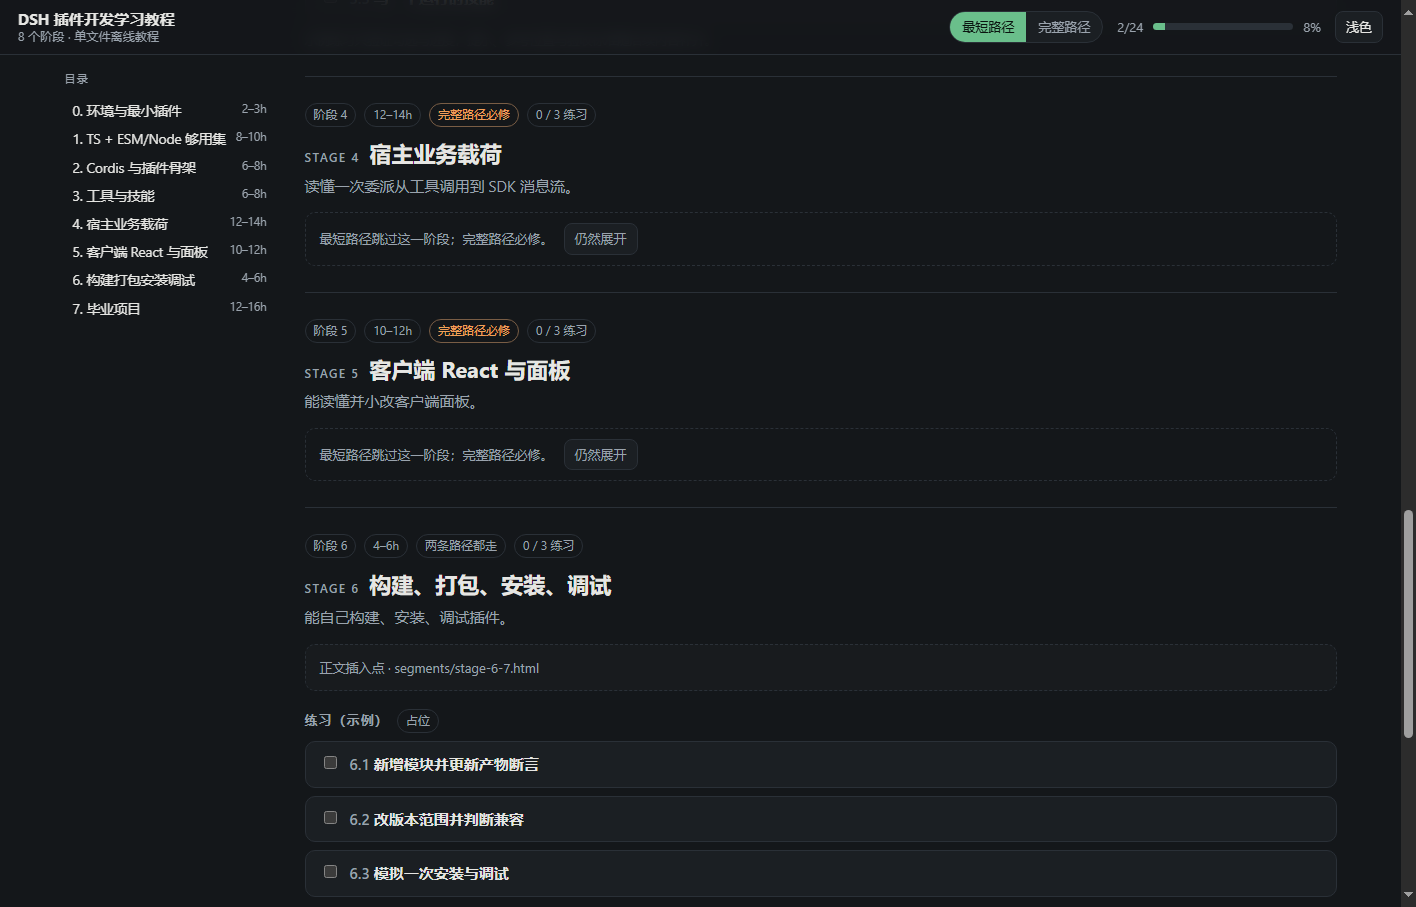 DSH 插件开发学习教程
8 个阶段 · 单文件离线教程
最短路径 完整路径 2/24 8% 浅色
目录
0. 环境与最小插件 2–3h
1. TS + ESM/Node 够用集 8–10h
2. Cordis 与插件骨架 6–8h
3. 工具与技能 6–8h
4. 宿主业务载荷 12–14h
5. 客户端 React 与面板 10–12h
6. 构建打包安装调试 4–6h
7. 毕业项目 12–16h
阶段 4 12–14h 完整路径必修 0 / 3 练习
STAGE 4 宿主业务载荷
读懂一次委派从工具调用到 SDK 消息流。
最短路径跳过这一阶段；完整路径必修。 仍然展开
阶段 5 10–12h 完整路径必修 0 / 3 练习
STAGE 5 客户端 React 与面板
能读懂并小改客户端面板。
最短路径跳过这一阶段；完整路径必修。 仍然展开
阶段 6 4–6h 两条路径都走 0 / 3 练习
STAGE 6 构建、打包、安装、调试
能自己构建、安装、调试插件。
正文插入点 · segments/stage-6-7.html
练习（示例） 占位
6.1 新增模块并更新产物断言
6.2 改版本范围并判断兼容
6.3 模拟一次安装与调试